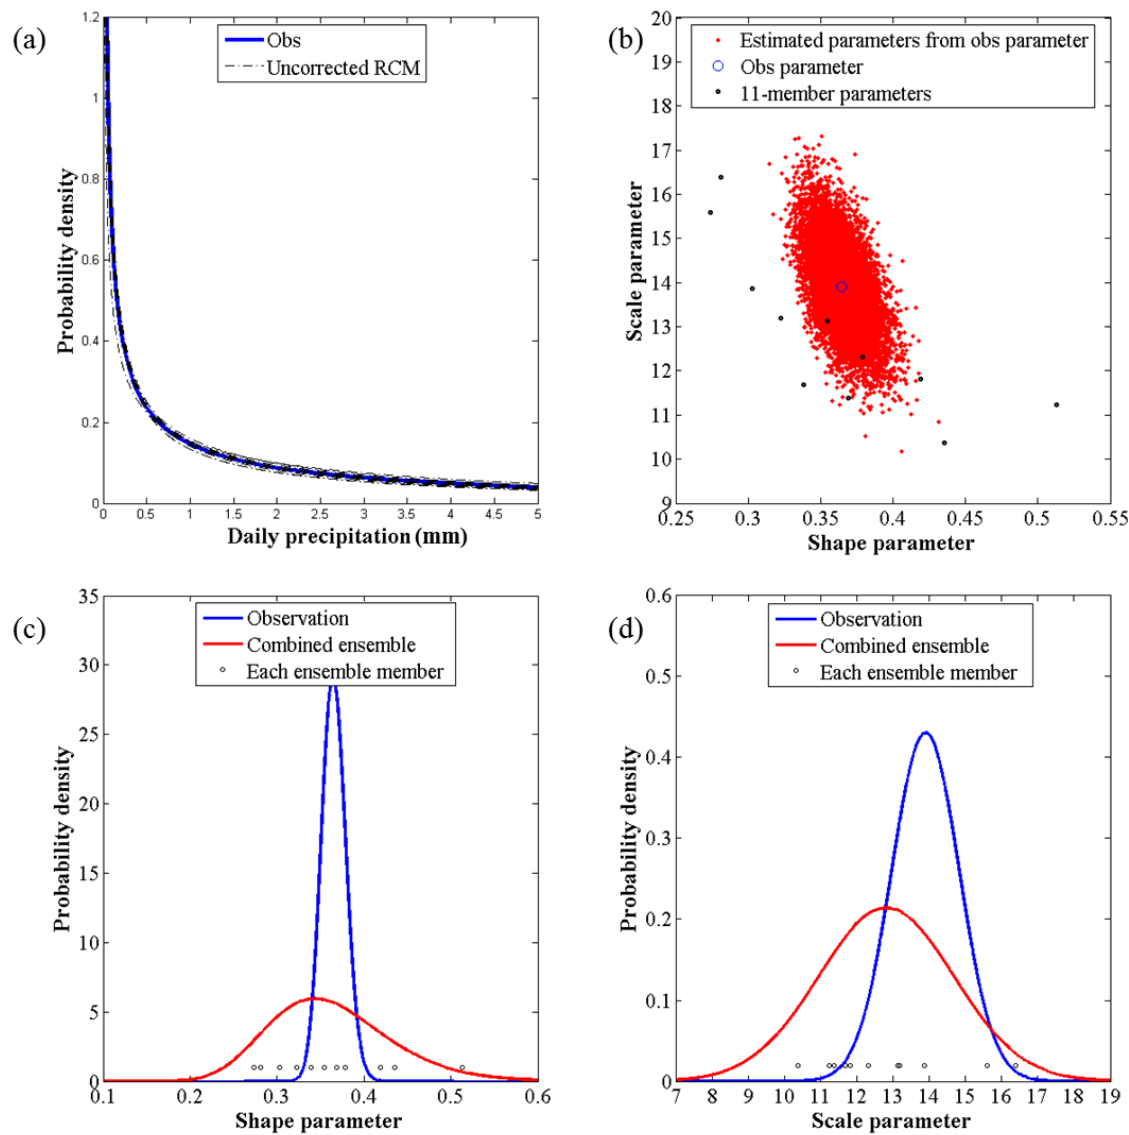 (a)
1.2
1
0.8
0.6
0.4
0.2
0
Probability density
Obs
Uncorrected RCM
0 0.5 1 1.5 2 2.5 3 3.5 4 4.5 5
Daily precipitation (mm)
(b)
20
19
18
17
16
15
14
13
12
11
10
9
Scale parameter
Estimated parameters from obs parameter
Obs parameter
11-member parameters
0.25 0.3 0.35 0.4 0.45 0.5 0.55
Shape parameter
(c)
35
30
25
20
15
10
5
0
Probability density
Observation
Combined ensemble
Each ensemble member
0.1 0.2 0.3 0.4 0.5 0.6
Shape parameter
(d)
0.6
0.5
0.4
0.3
0.2
0.1
0
Probability density
Observation
Combined ensemble
Each ensemble member
7 8 9 10 11 12 13 14 15 16 17 18 19
Scale parameter